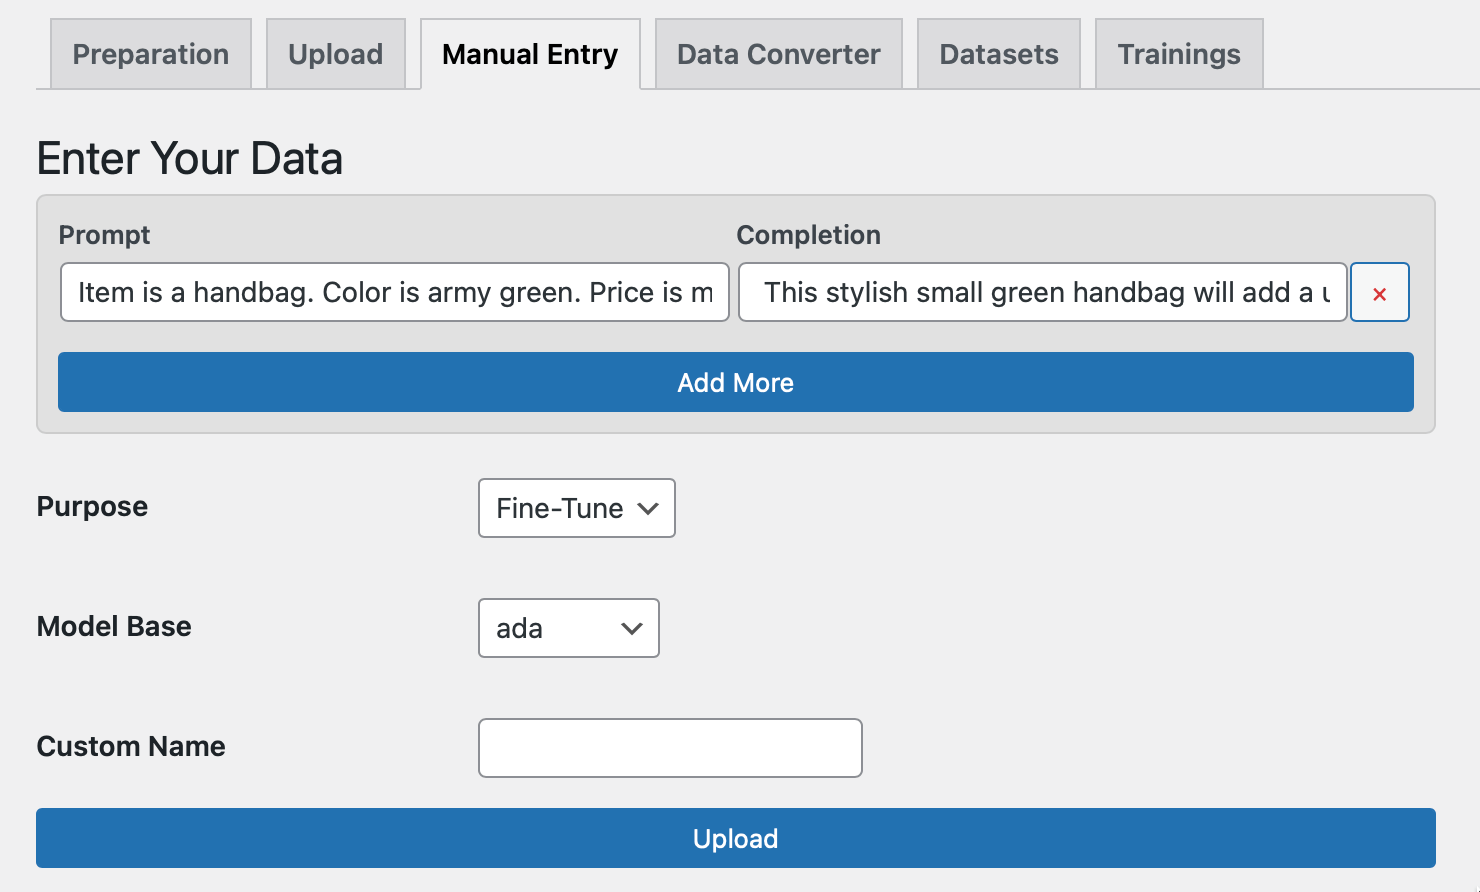 Preparation Upload Manual Entry Data Converter Datasets Trainings
Enter Your Data
Prompt Completion
Item is a handbag. Color is army green. Price is m This stylish small green handbag will add a ×
Add More
Purpose Fine-Tune
Model Base ada
Custom Name
Upload